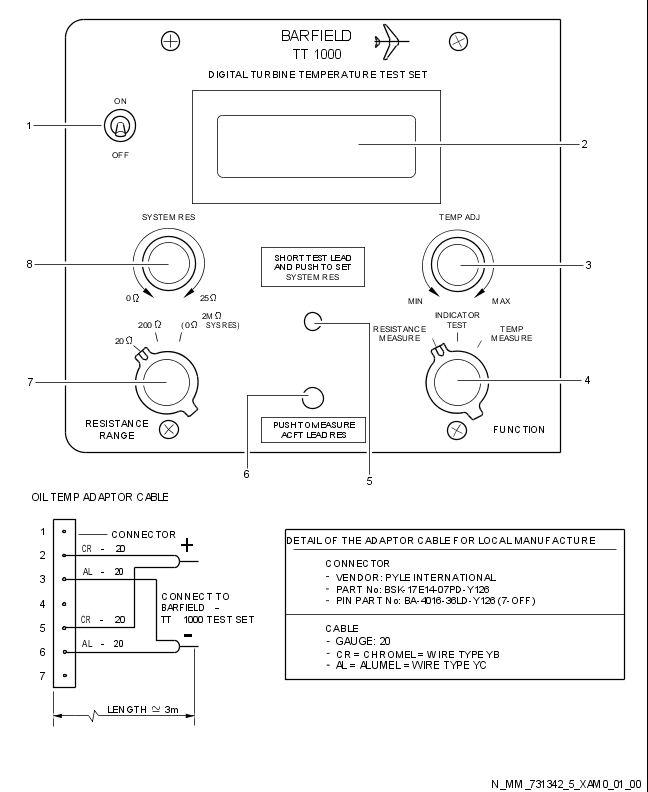 BARFIELD
TT 1000
DIGITAL TURBINE TEMPERATURE TEST SET
ON
1
OFF
2
SYSTEM RES
TEMP ADJ
8
SHORT TEST LEAD
AND PUSH TO SET
SYSTEM RES
3
0 Ω
25 Ω
MIN
MAX
20 Ω
200 Ω
2M Ω
(0 Ω SYS RES)
RESISTANCE
MEASURE
INDICATOR
TEST
TEMP
MEASURE
7
4
RESISTANCE
RANGE
PUSH TO MEASURE
ACFT LEAD RES
FUNCTION
6
5
OIL TEMP ADAPTOR CABLE
1
CONNECTOR
2 CR - 20 +
3 AL - 20
4
CONNECT TO
BARFIELD -
TT 1000 TEST SET
5 CR - 20
6 AL - 20 -
7
LENGTH ≃ 3m
DETAIL OF THE ADAPTOR CABLE FOR LOCAL MANUFACTURE
CONNECTOR
- VENDOR: PYLE INTERNATIONAL
- PART No: BSK-17E14-07PD-Y126
- PIN PART No: BA-4016-36LD-Y126 (7-OFF)
CABLE
- GAUGE: 20
- CR = CHROMEL = WIRE TYPE YB
- AL = ALUMEL = WIRE TYPE YC
N_MM_731342_5_XAM0_01_00